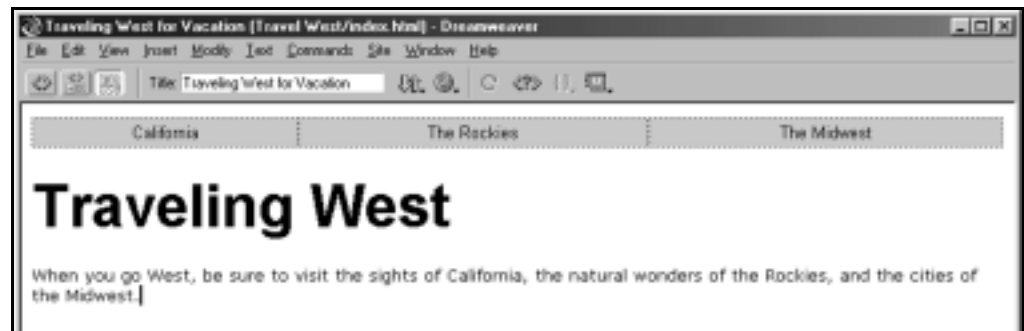 Traveling West for Vacation (Travel West/index.html) - Dreamweaver
File Edit View Insert Modify Text Commands Site Window Help
Title: Traveling West for Vacation
California The Rockies The Midwest
Traveling West
When you go West, be sure to visit the sights of California, the natural wonders of the Rockies, and the cities of
the Midwest.